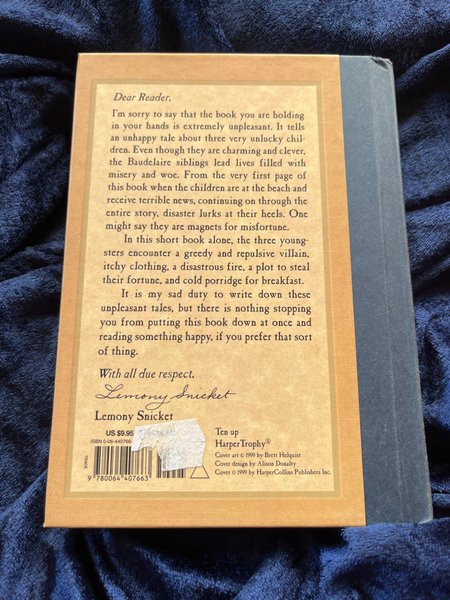 Dear Reader,
I'm sorry to say that the book you are holding
in your hands is extremely unpleasant. It tells
an unhappy tale about three very unlucky chil-
dren. Even though they are charming and clever,
the Baudelaire siblings lead lives filled with
misery and woe. From the very first page of
this book when the children are at the beach and
receive terrible news, continuing on through the
entire story, disaster lurks at their heels. One
might say they are magnets for misfortune.
In this short book alone, the three young-
sters encounter a greedy and repulsive villain,
itchy clothing, a disastrous fire, a plot to steal
their fortune, and cold porridge for breakfast.
It is my sad duty to write down these
unpleasant tales, but there is nothing stopping
you from putting this book down at once and
reading something happy, if you prefer that sort
of thing.
With all due respect,
Lemony Snicket
Lemony Snicket
US $9.95
ISBN 0-06-440766
9 780064 407663
Ten up
HarperTrophy®
Cover art © 1999 by Brett Helquist
Cover design by Alison Donalty
Cover © 1999 by HarperCollins Publishers Inc.